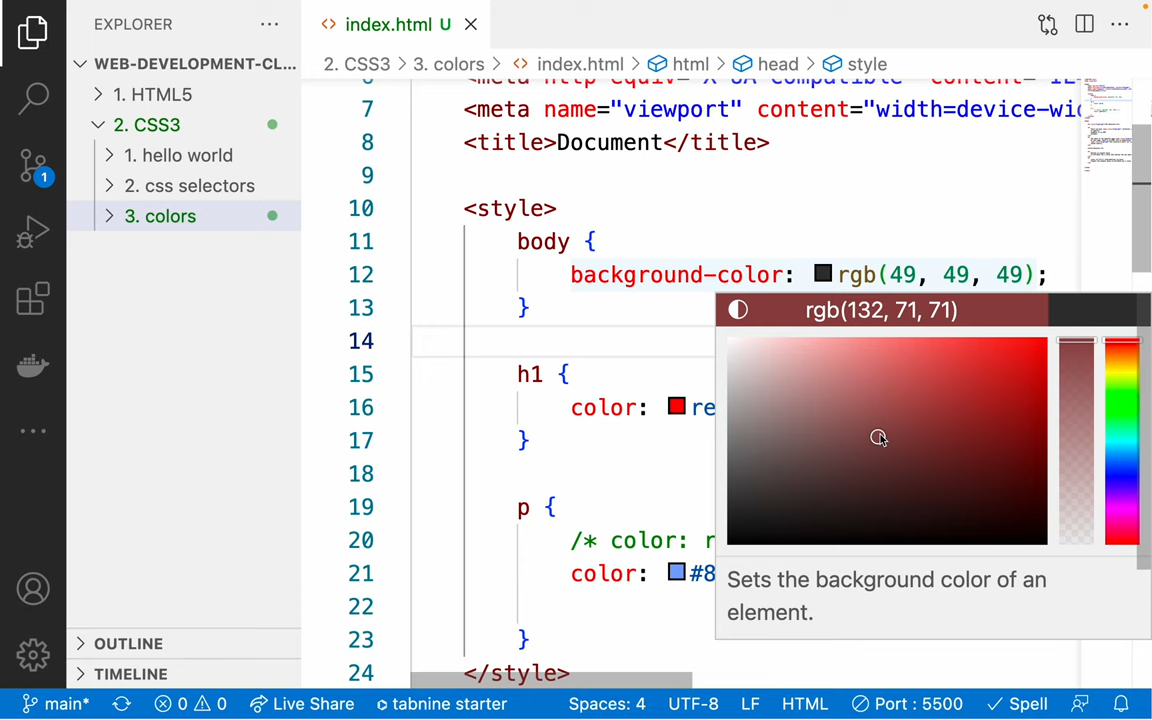 EXPLORER
WEB-DEVELOPMENT-CL...
1. HTML5
2. CSS3
1. hello world
2. css selectors
3. colors
OUTLINE
TIMELINE
1
index.html U
2. CSS3 > 3. colors > index.html > html > head > style
7 <meta name="viewport" content="width=device-wid
8 <title>Document</title>
9
10 <style>
11 body {
12 background-color: rgb(49, 49, 49);
13 }
14
15 h1 {
16 color: re
17 }
18
19 p {
20 /* color: r
21 color: #8
22
23 }
24 </style>
rgb(132, 71, 71)
Sets the background color of an
element.
main* 0 0 Live Share tabnine starter Spaces: 4 UTF-8 LF HTML Port : 5500 Spell